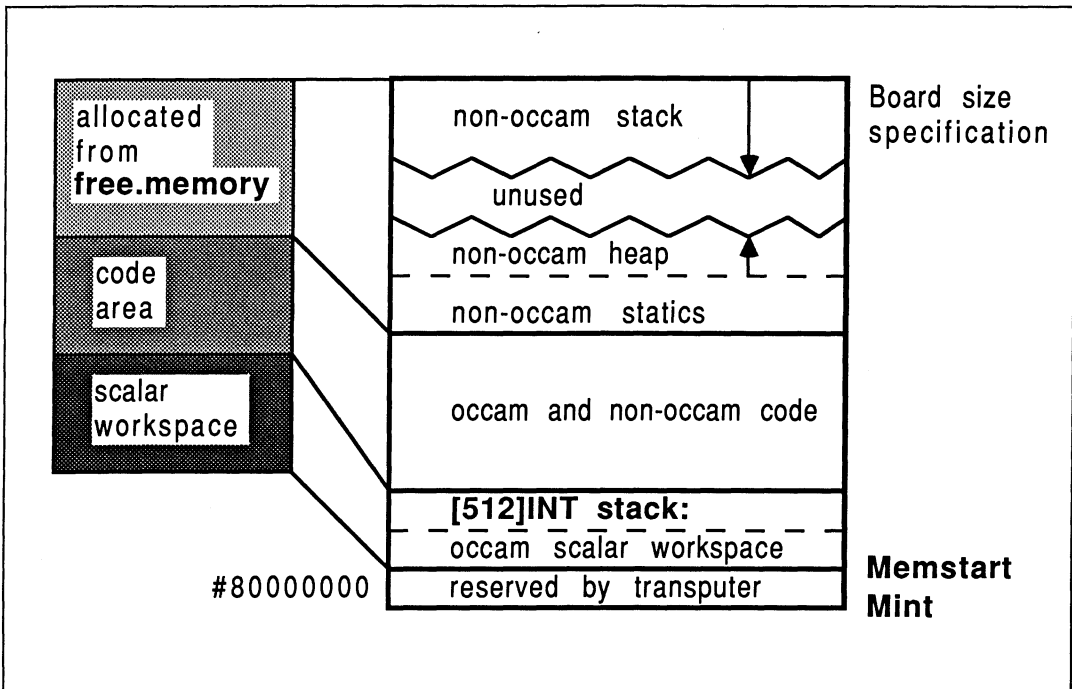 allocated
from
free.memory
code
area
scalar
workspace
non-occam stack
unused
non-occam heap
non-occam statics
occam and non-occam code
[512]INT stack:
occam scalar workspace
reserved by transputer
#80000000
Board size
specification
Memstart
Mint